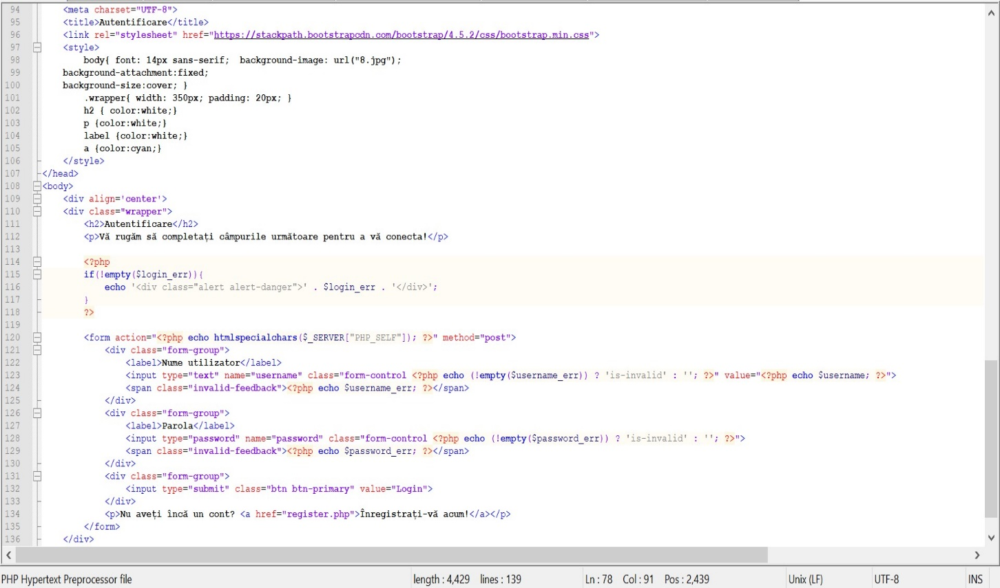 94 <meta charset="UTF-8">
95 <title>Autentificare</title>
96 <link rel="stylesheet" href="https://stackpath.bootstrapcdn.com/bootstrap/4.5.2/css/bootstrap.min.css">
97 <style>
98 body{ font: 14px sans-serif;  background-image: url("8.jpg");
99 background-attachment:fixed;
100 background-size:cover; }
101 .wrapper{ width: 350px; padding: 20px; }
102 h2 { color:white;}
103 p {color:white;}
104 label {color:white;}
105 a {color:cyan;}
106 </style>
107 </head>
108 <body>
109 <div align='center'>
110 <div class="wrapper">
111 <h2>Autentificare</h2>
112 <p>Vă rugăm să completați câmpurile următoare pentru a vă conecta!</p>
113
114 <?php
115 if(!empty($login_err)){
116 echo '<div class="alert alert-danger">' . $login_err . '</div>';
117 }
118 ?>
119
120 <form action="<?php echo htmlspecialchars($_SERVER["PHP_SELF"]); ?>" method="post">
121 <div class="form-group">
122 <label>Nume utilizator</label>
123 <input type="text" name="username" class="form-control <?php echo (!empty($username_err)) ? 'is-invalid' : ''; ?>" value="<?php echo $username; ?>">
124 <span class="invalid-feedback"><?php echo $username_err; ?></span>
125 </div>
126 <div class="form-group">
127 <label>Parola</label>
128 <input type="password" name="password" class="form-control <?php echo (!empty($password_err)) ? 'is-invalid' : ''; ?>">
129 <span class="invalid-feedback"><?php echo $password_err; ?></span>
130 </div>
131 <div class="form-group">
132 <input type="submit" class="btn btn-primary" value="Login">
133 </div>
134 <p>Nu aveți încă un cont? <a href="register.php">Înregistrați-vă acum!</a></p>
135 </form>
136 </div>
PHP Hypertext Preprocessor file length : 4,429 lines : 139 Ln : 78 Col : 91 Pos : 2,439 Unix (LF) UTF-8 INS